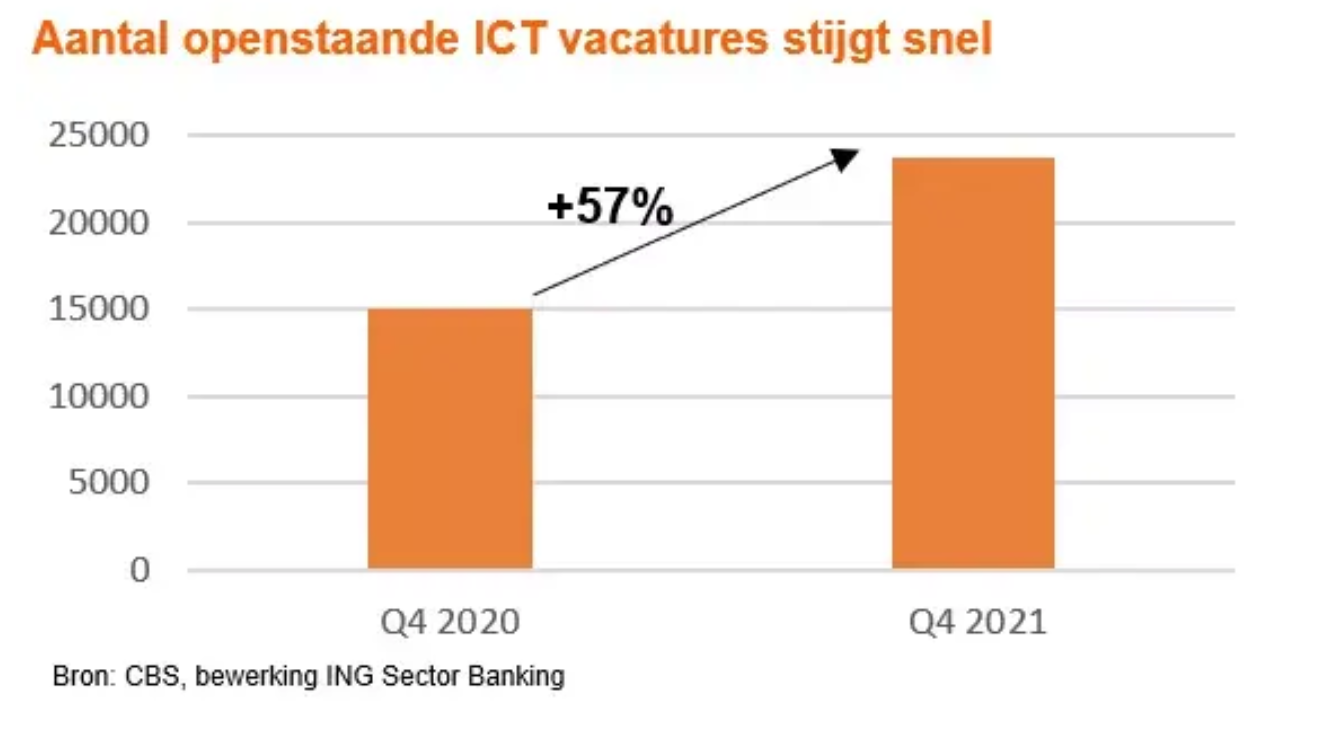 Aantal openstaande ICT vacatures stijgt snel
25000
+57%
20000
15000
10000
5000
0
Q4 2020 Q4 2021
Bron: CBS, bewerking ING Sector Banking